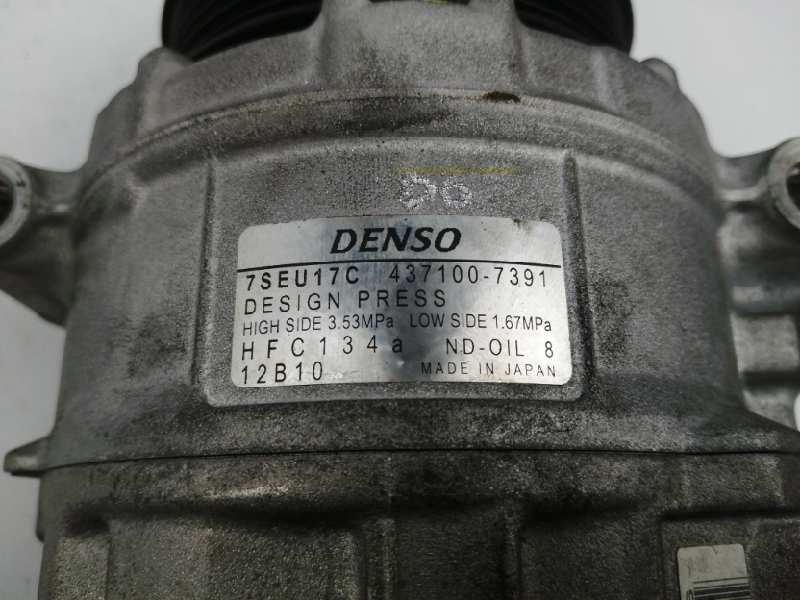 DENSO
7SEU17C 437100-7391
DESIGN PRESS
HIGH SIDE 3.53MPa LOW SIDE 1.67MPa
HFC134a ND-OIL 8
12B10 MADE IN JAPAN